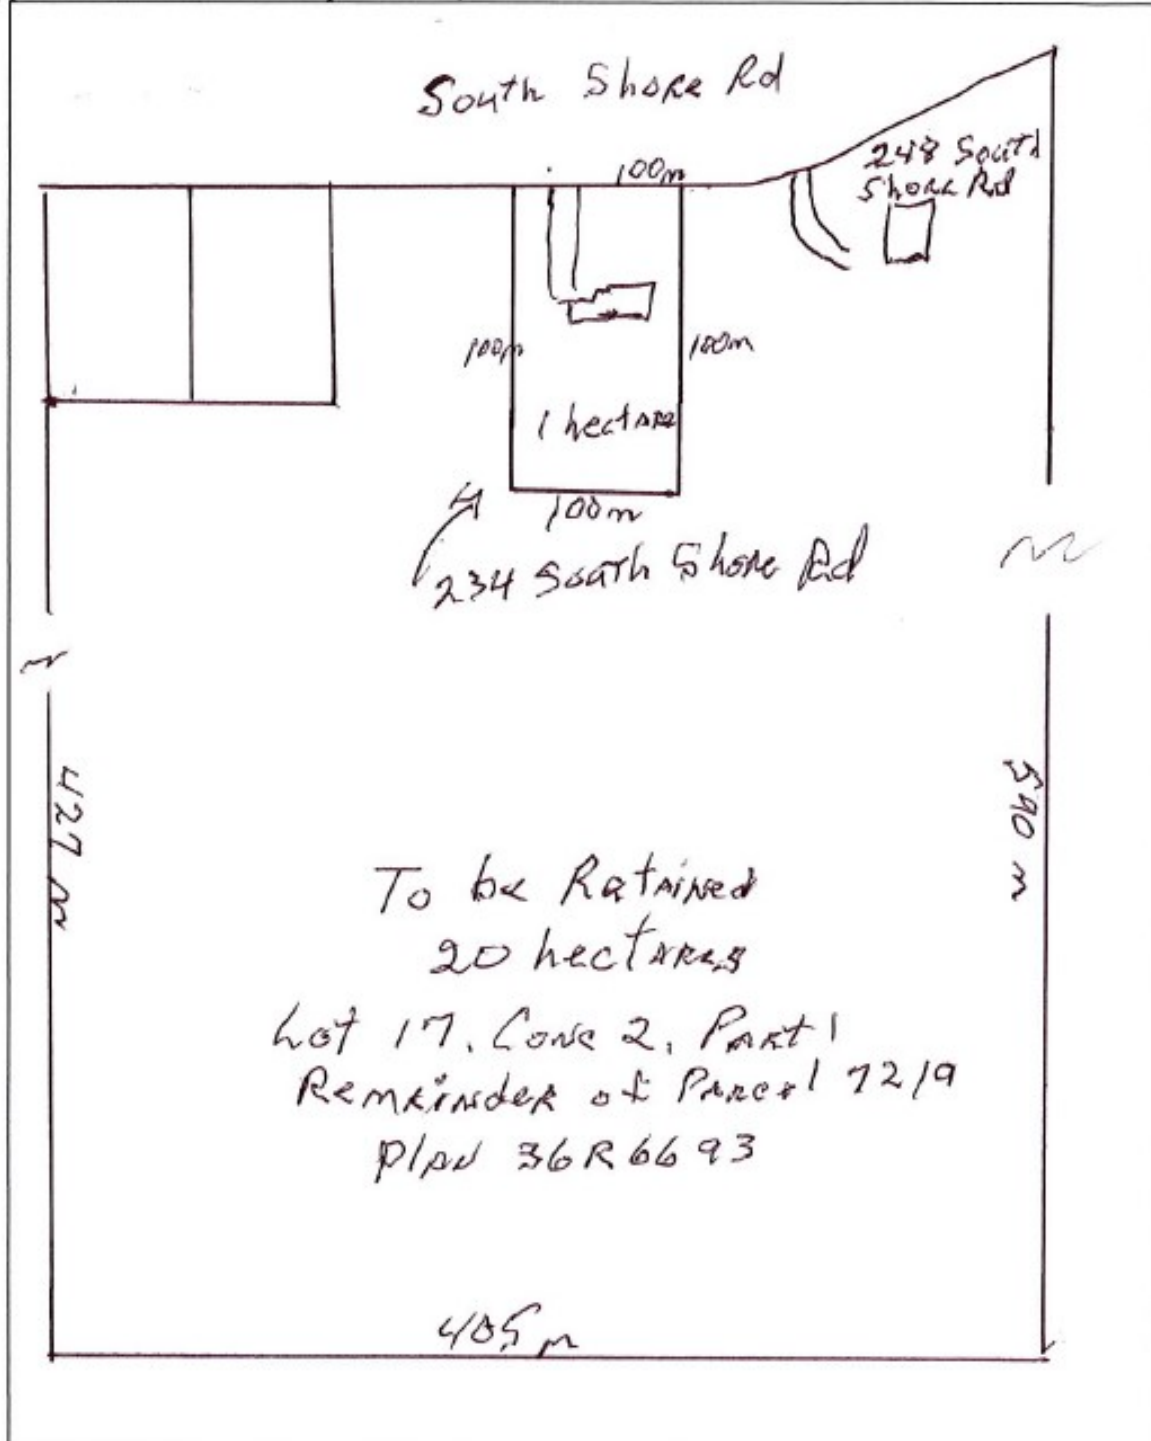 South Shore Rd
100m
248 South
Shore Rd
100m
100m
1 hectare
100m
234 South Shore Rd
427 m
590 m
To be Retained
20 hectares
Lot 17, Conc 2, Part 1
Remainder of Parcel 7219
Plan 36R6693
405 m